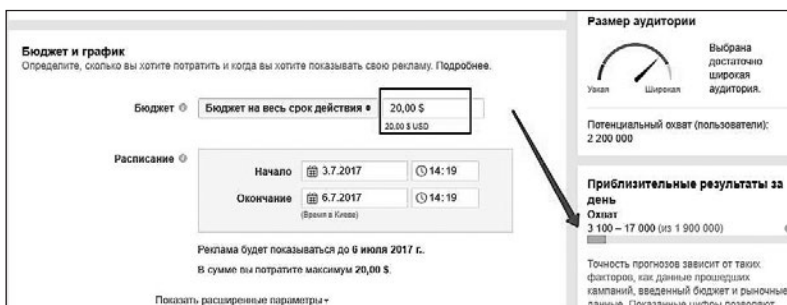 Бюджет и график
Определите, сколько вы хотите потратить и когда вы хотите показывать свою рекламу. Подробнее.
Бюджет Бюджет на весь срок действия 20,00 $
20.00 $ USD
Расписание
Начало 3.7.2017 14:19
Окончание 6.7.2017 14:19
(Время в Киеве)
Реклама будет показываться до 6 июля 2017 г..
В сумме вы потратите максимум 20,00 $.
Показать расширенные параметры
Размер аудитории
Выбрана
достаточно
широкая
аудитория.
Узкая Широкая
Потенциальный охват (пользователи):
2 200 000
Приблизительные результаты за
день
Охват
3 100 – 17 000 (из 1 900 000)
Точность прогнозов зависит от таких
факторов, как данные прошедших
кампаний, введенный бюджет и рыночные
данные. Показанные цифры позволяют